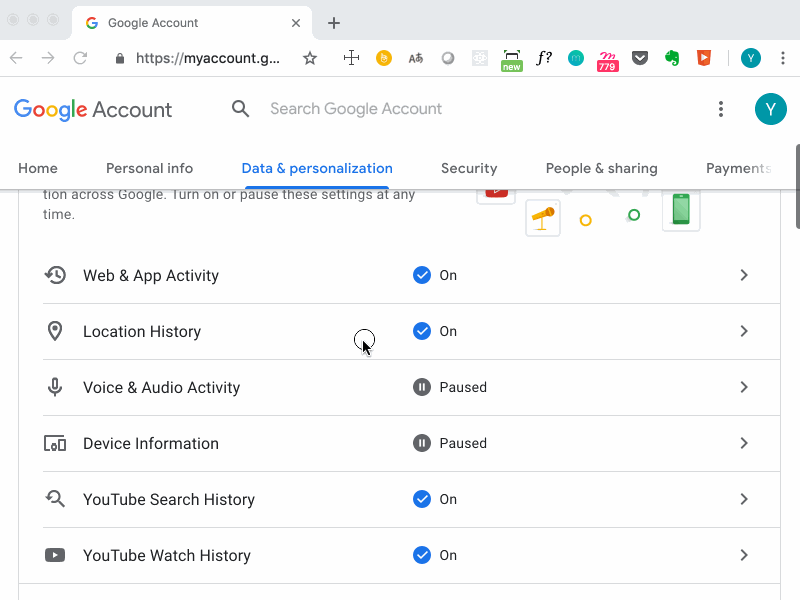 Google Account
https://myaccount.g...
Aあ
new
f?
779
Y
Google Account
Search Google Account
Y
Home
Personal info
Data & personalization
Security
People & sharing
Payments
tion across Google. Turn on or pause these settings at any
time.
Web & App Activity
On
Location History
On
Voice & Audio Activity
Paused
Device Information
Paused
YouTube Search History
On
YouTube Watch History
On